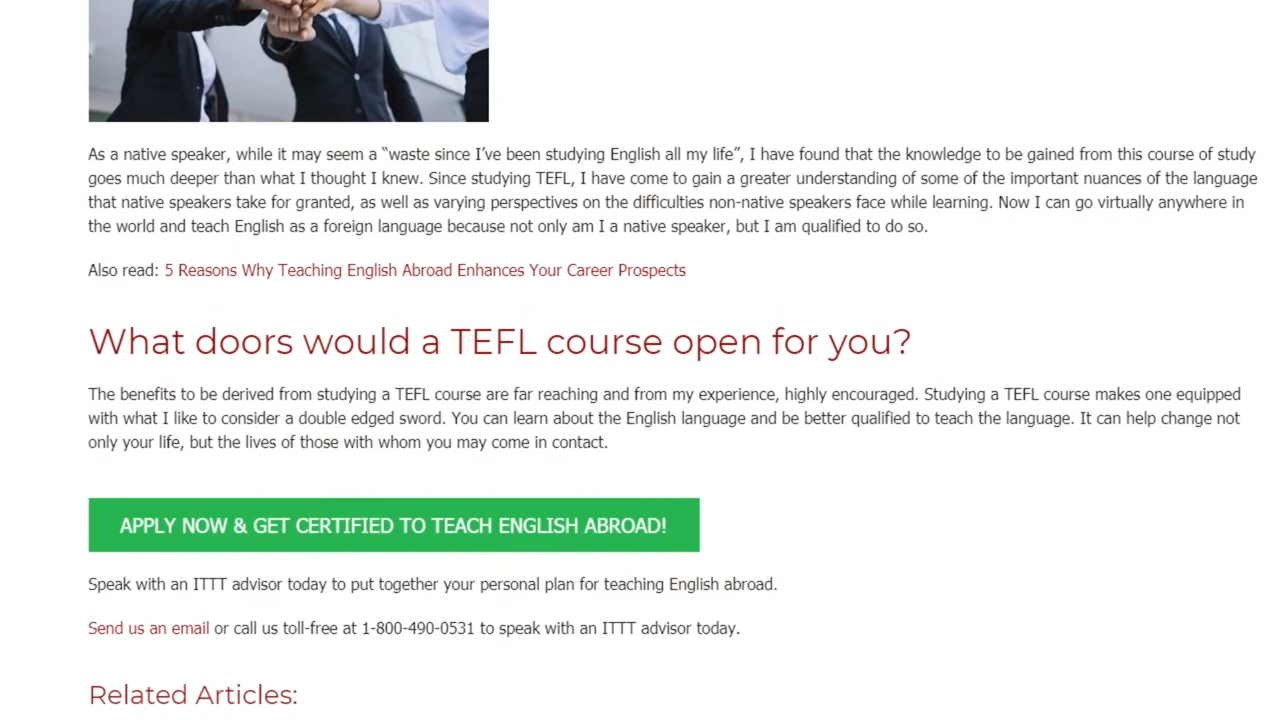 As a native speaker, while it may seem a “waste since I’ve been studying English all my life”, I have found that the knowledge to be gained from this course of study
goes much deeper than what I thought I knew. Since studying TEFL, I have come to gain a greater understanding of some of the important nuances of the language
that native speakers take for granted, as well as varying perspectives on the difficulties non-native speakers face while learning. Now I can go virtually anywhere in
the world and teach English as a foreign language because not only am I a native speaker, but I am qualified to do so.
Also read: 5 Reasons Why Teaching English Abroad Enhances Your Career Prospects
What doors would a TEFL course open for you?
The benefits to be derived from studying a TEFL course are far reaching and from my experience, highly encouraged. Studying a TEFL course makes one equipped
with what I like to consider a double edged sword. You can learn about the English language and be better qualified to teach the language. It can help change not
only your life, but the lives of those with whom you may come in contact.
APPLY NOW & GET CERTIFIED TO TEACH ENGLISH ABROAD!
Speak with an ITTT advisor today to put together your personal plan for teaching English abroad.
Send us an email or call us toll-free at 1-800-490-0531 to speak with an ITTT advisor today.
Related Articles: